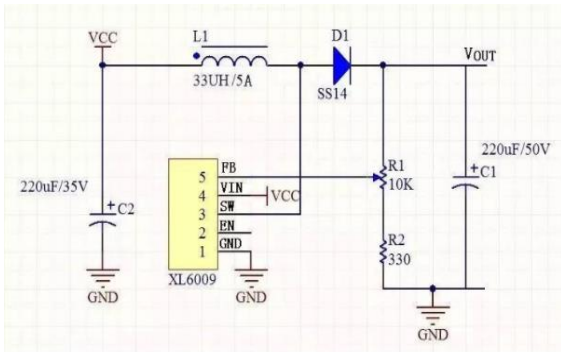 VCC
L1
D1
VOUT
33UH/5A
SS14
220uF/50V
FB
R1
+ C1
5
VIN
10K
4
VCC
220uF/35V
SW
3
+ C2
EN
2
R2
GND
330
1
XL6009
GND
GND
GND